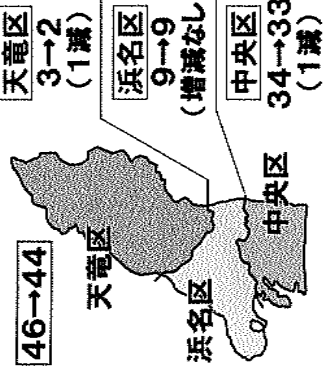 46→44
天竜区
浜名区
中央区
天竜区
3→2
(1減)
浜名区
9→9
(増減なし)
中央区
34→33
(1減)